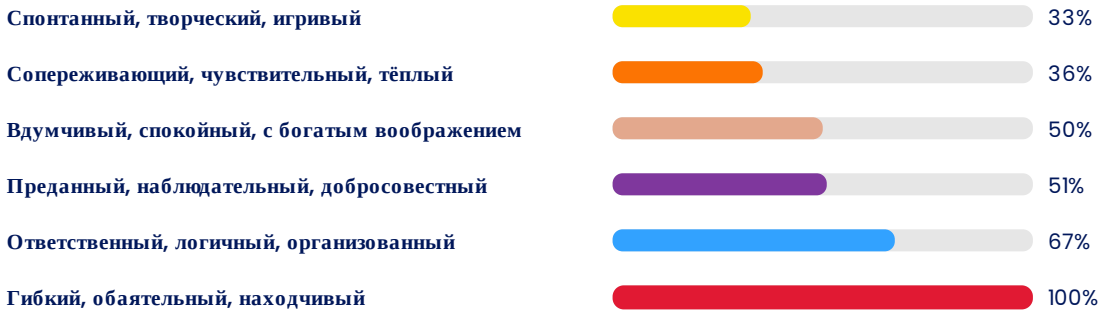 Спонтанный, творческий, игривый 33%
Сопереживающий, чувствительный, тёплый 36%
Вдумчивый, спокойный, с богатым воображением 50%
Преданный, наблюдательный, добросовестный 51%
Ответственный, логичный, организованный 67%
Гибкий, обаятельный, находчивый 100%